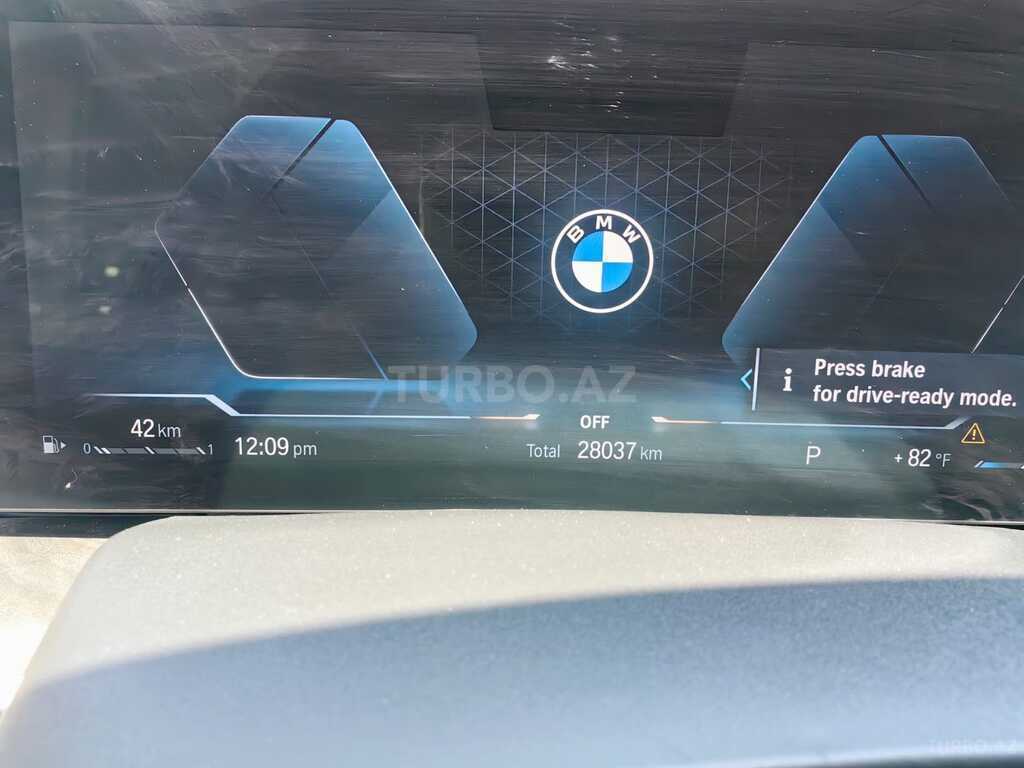 BMW
TURBO.AZ
Press brake
for drive-ready mode.
OFF
42 km
0 1
12:09 pm
Total 28037 km
P
+ 82 °F
TURBO.AZ